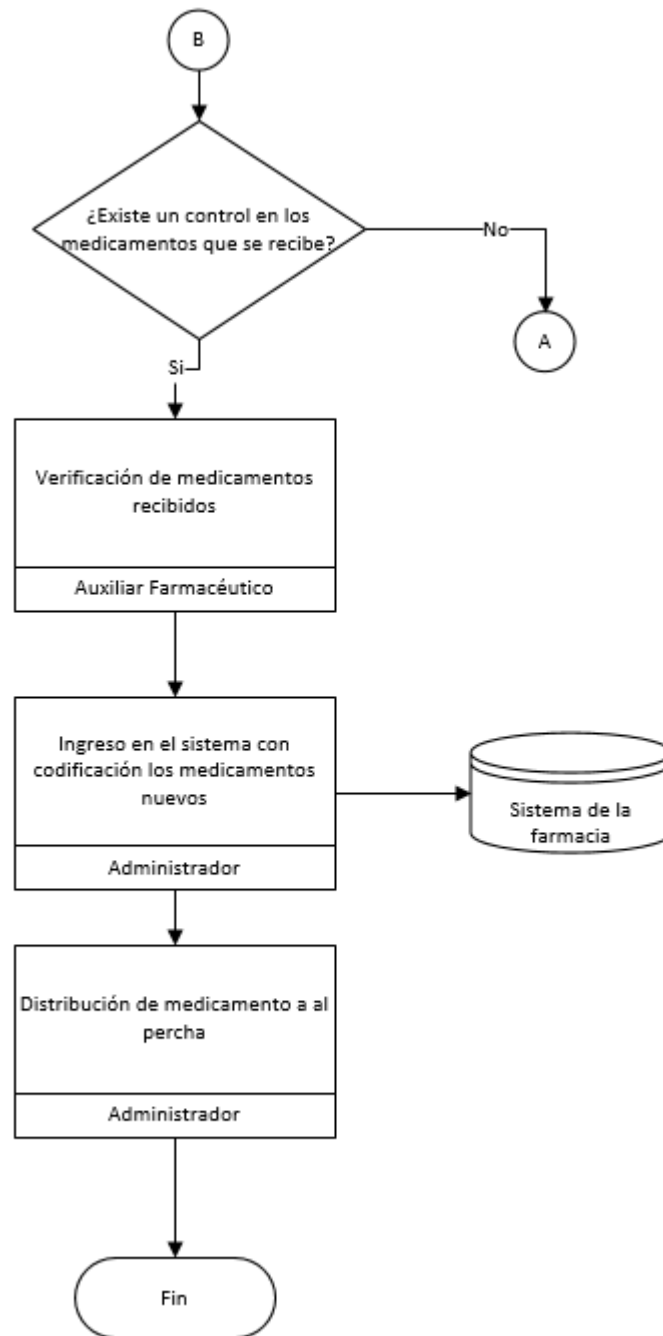 B
¿Existe un control en los
medicamentos que se recibe?
No
A
Si
Verificación de medicamentos
recibidos
Auxiliar Farmacéutico
Ingreso en el sistema con
codificación los medicamentos
nuevos
Administrador
Sistema de la
farmacia
Distribución de medicamento a al
percha
Administrador
Fin